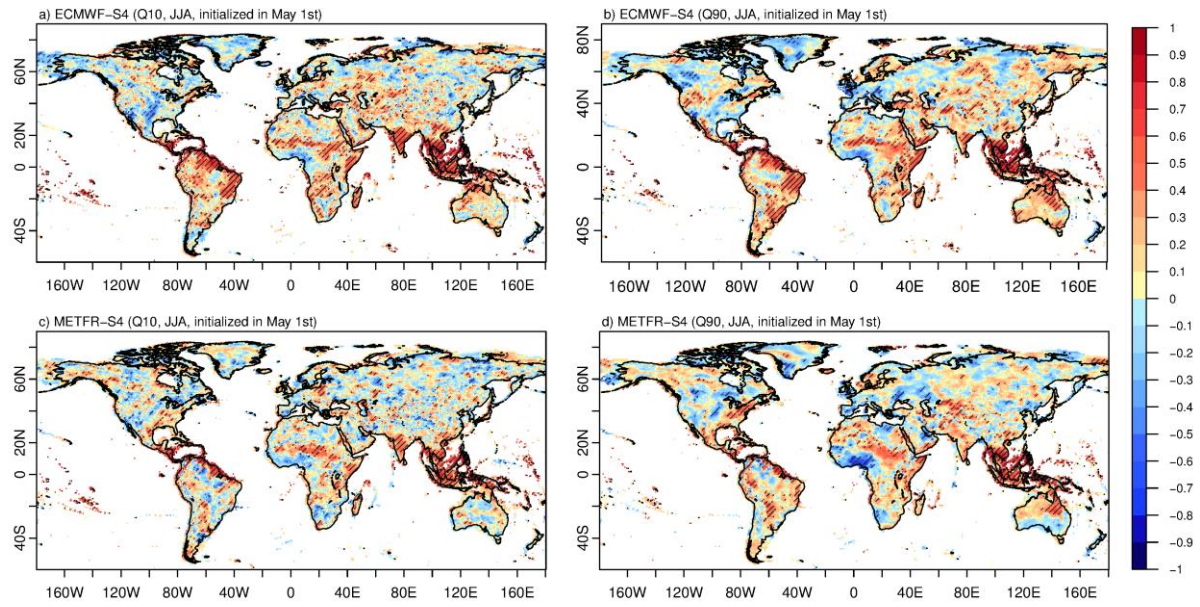 a) ECMWF−S4 (Q10, JJA, initialized in May 1st)
b) ECMWF−S4 (Q90, JJA, initialized in May 1st)
60N
20N
0
40S
160W 120W 80W 40W 0 40E 80E 120E 160E
80N
40N
20N
0
40S
160W 120W 80W 40W 0 40E 80E 120E 160E
c) METFR−S4 (Q10, JJA, initialized in May 1st)
d) METFR−S4 (Q90, JJA, initialized in May 1st)
60N
20N
0
40S
160W 120W 80W 40W 0 40E 80E 120E 160E
60N
20N
0
40S
160W 120W 80W 40W 0 40E 80E 120E 160E
1
0.9
0.8
0.7
0.6
0.5
0.4
0.3
0.2
0.1
0
−0.1
−0.2
−0.3
−0.4
−0.5
−0.6
−0.7
−0.8
−0.9
−1